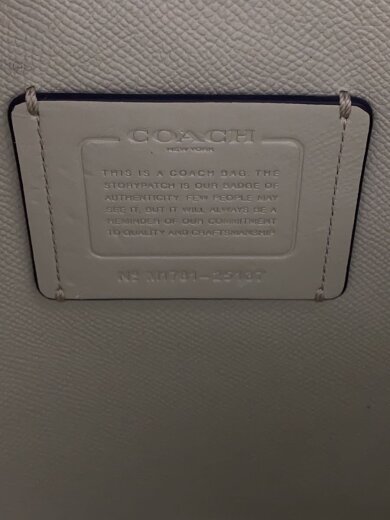 COACH
NEW YORK
THIS IS A COACH BAG. THE
STORYPATCH IS OUR BADGE OF
AUTHENTICITY. FEW PEOPLE MAY
SEE IT, BUT IT WILL ALWAYS BE A
REMINDER OF OUR COMMITMENT
TO QUALITY AND CRAFTSMANSHIP.
Nº